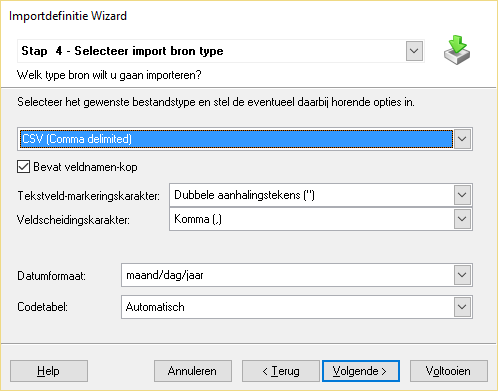 Importdefinitie Wizard
Stap 4 - Selecteer import bron type
Welk type bron wilt u gaan importeren?
Selecteer het gewenste bestandstype en stel de eventueel daarbij horende opties in.
CSV (Comma delimited)
Bevat veldnamen-kop
Tekstveld-markeringskarakter: Dubbele aanhalingstekens (")
Veldscheidingskarakter: Komma (,)
Datumformaat: maand/dag/jaar
Codetabel: Automatisch
Help Annuleren < Terug Volgende > Voltooien